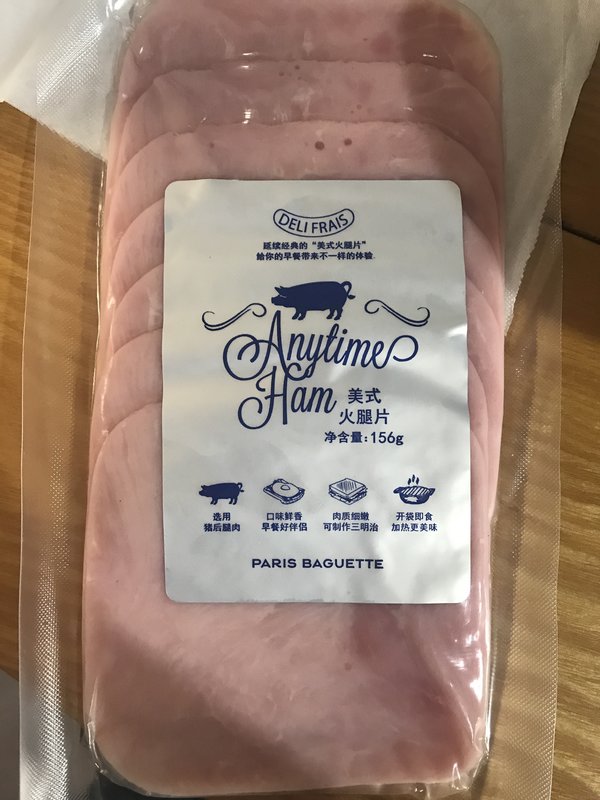 DELI FRAIS
延续经典的“美式火腿片”
给你的早餐带来不一样的体验
Anytime
Ham 美式
火腿片
净含量:156g
选用
猪后腿肉
口味鲜香
早餐好伴侣
肉质细嫩
可制作三明治
开袋即食
加热更美味
PARIS BAGUETTE